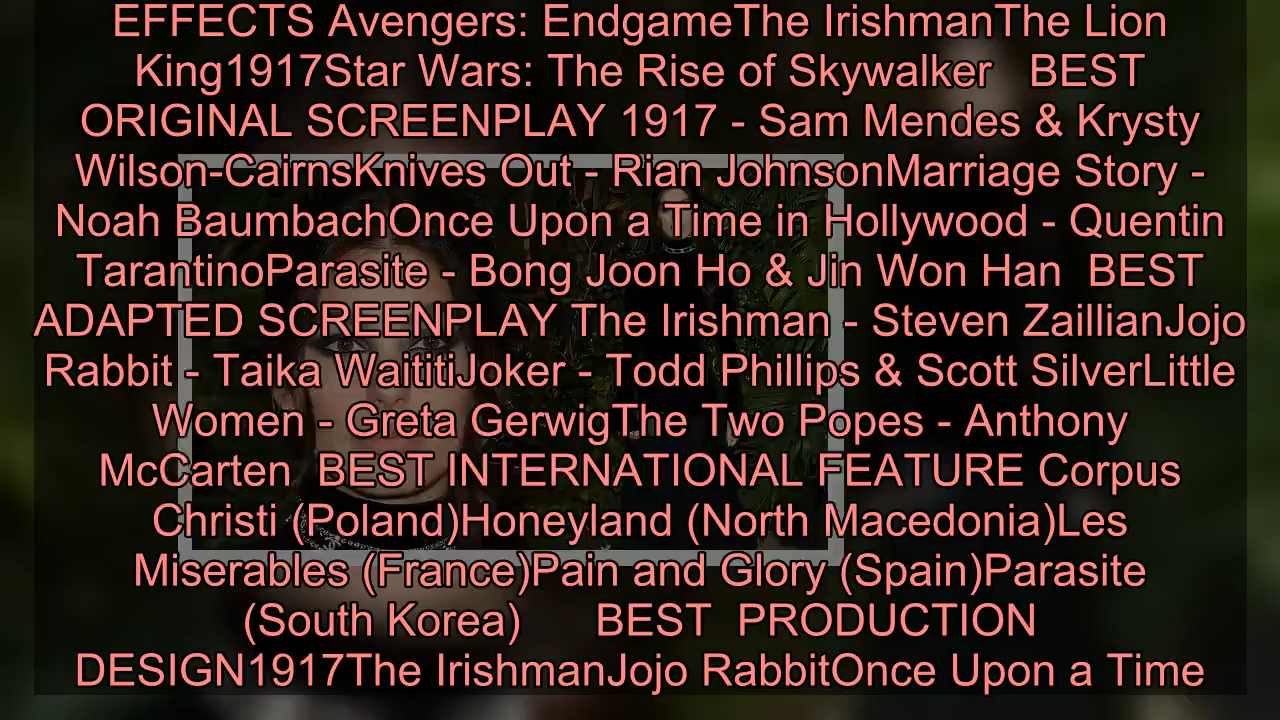 EFFECTS Avengers: EndgameThe IrishmanThe Lion
King1917Star Wars: The Rise of Skywalker   BEST
ORIGINAL SCREENPLAY 1917 - Sam Mendes & Krysty
Wilson-CairnsKnives Out - Rian JohnsonMarriage Story -
Noah BaumbachOnce Upon a Time in Hollywood - Quentin
TarantinoParasite - Bong Joon Ho & Jin Won Han  BEST
ADAPTED SCREENPLAY The Irishman - Steven ZaillianJojo
Rabbit - Taika WaititiJoker - Todd Phillips & Scott SilverLittle
Women - Greta GerwigThe Two Popes - Anthony
McCarten  BEST INTERNATIONAL FEATURE Corpus
Christi (Poland)Honeyland (North Macedonia)Les
Miserables (France)Pain and Glory (Spain)Parasite
(South Korea)      BEST  PRODUCTION
DESIGN1917The IrishmanJojo RabbitOnce Upon a Time